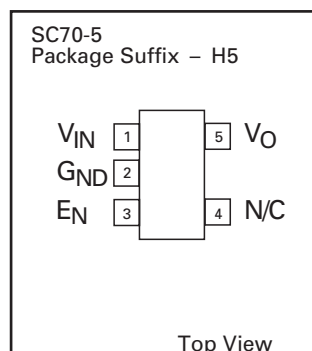 SC70-5
Package Suffix – H5
VIN 1 5 VO
GND 2
EN 3 4 N/C
Top View